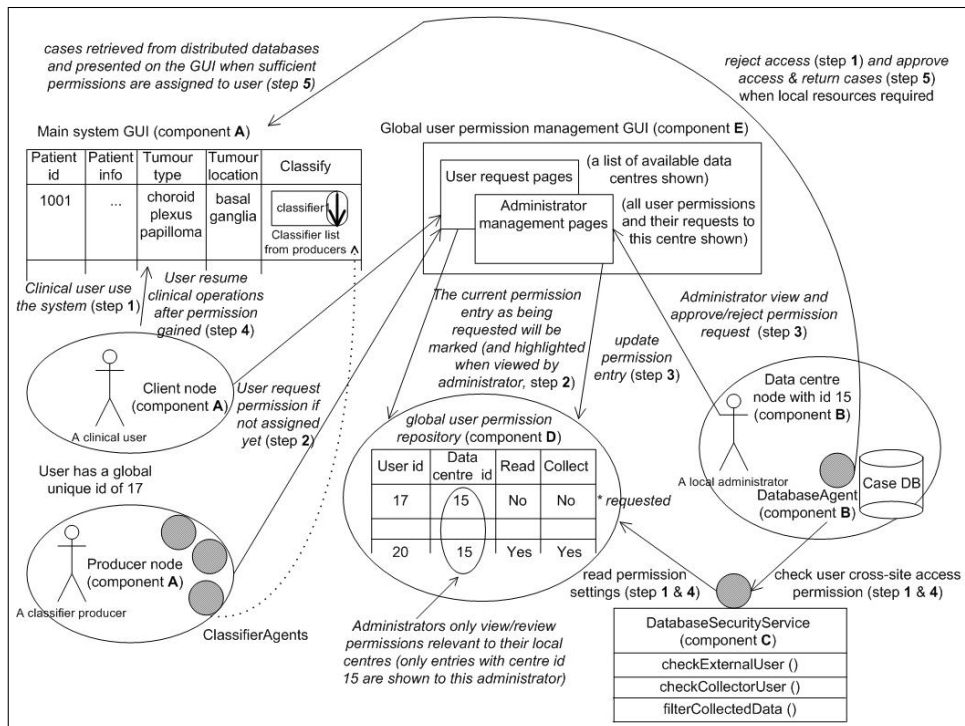 cases retrieved from distributed databases
and presented on the GUI when sufficient
permissions are assigned to user (step 5)
reject access (step 1) and approve
access & return cases (step 5)
when local resources required
Main system GUI (component A)
Patient id
Patient info
Tumour type
Tumour location
Classify
1001
...
choroid
plexus
papilloma
basal
ganglia
classifier1
Classifier list
from producers
Global user permission management GUI (component E)
User request pages
(a list of available data
centres shown)
Administrator
management pages
(all user permissions
and their requests to
this centre shown)
Clinical user use
the system (step 1)
User resume
clinical operations
after permission
gained (step 4)
The current permission
entry as being
requested will be
marked (and highlighted
when viewed by
administrator, step 2)
update
permission
entry (step 3)
Administrator view and
approve/reject permission
request (step 3)
Client node
(component A)
A clinical user
User request
permission if
not assigned
yet (step 2)
User has a global
unique id of 17
Producer node
(component A)
A classifier producer
ClassifierAgents
global user permission
repository (component D)
User id
Data
centre id
Read
Collect
17 15 No No * requested
20 15 Yes Yes
Administrators only view/review
permissions relevant to their local
centres (only entries with centre id
15 are shown to this administrator)
Data centre
node with id 15
(component B)
A local administrator
DatabaseAgent
(component B)
Case DB
read permission
settings (step 1 & 4)
check user cross-site access
permission (step 1 & 4)
DatabaseSecurityService
(component C)
checkExternalUser ()
checkCollectorUser ()
filterCollectedData ()